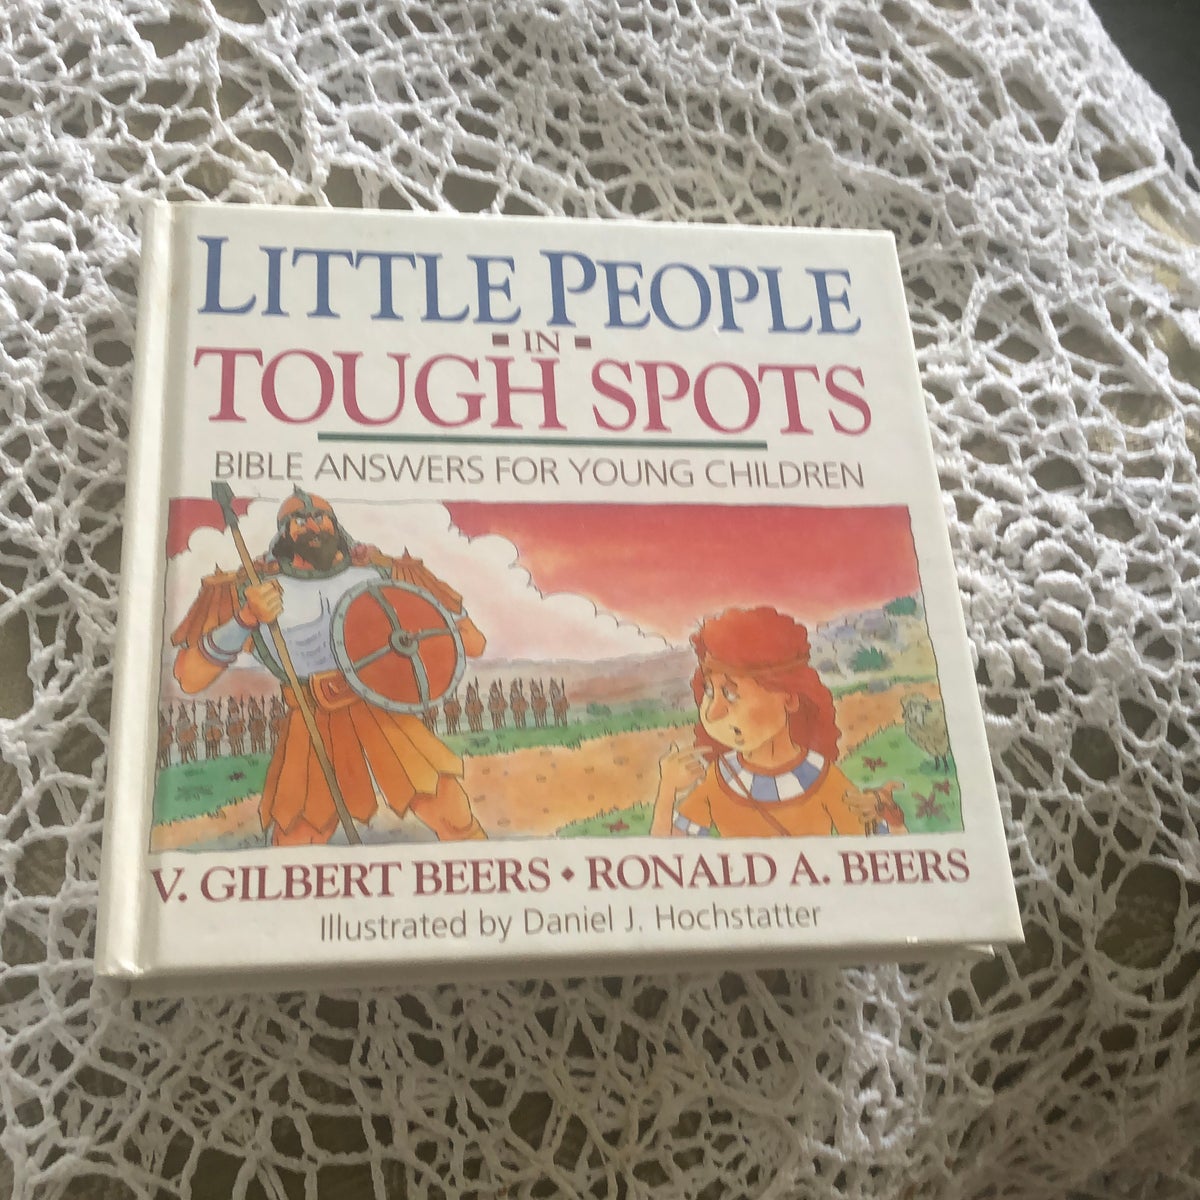 LITTLE PEOPLE
IN
TOUGH SPOTS
BIBLE ANSWERS FOR YOUNG CHILDREN
V. GILBERT BEERS • RONALD A. BEERS
Illustrated by Daniel J. Hochstatter